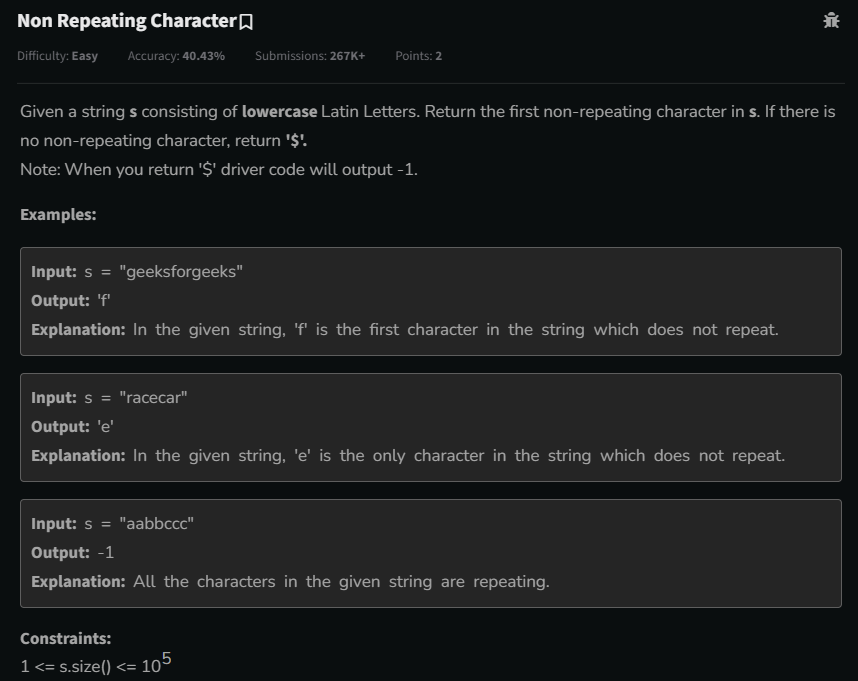 Non Repeating Character
Difficulty: Easy Accuracy: 40.43% Submissions: 267K+ Points: 2
Given a string s consisting of lowercase Latin Letters. Return the first non-repeating character in s. If there is
no non-repeating character, return '$'.
Note: When you return '$' driver code will output -1.
Examples:
Input: s = "geeksforgeeks"
Output: 'f'
Explanation: In the given string, 'f' is the first character in the string which does not repeat.
Input: s = "racecar"
Output: 'e'
Explanation: In the given string, 'e' is the only character in the string which does not repeat.
Input: s = "aabbccc"
Output: -1
Explanation: All the characters in the given string are repeating.
Constraints:
1 <= s.size() <= 10^5